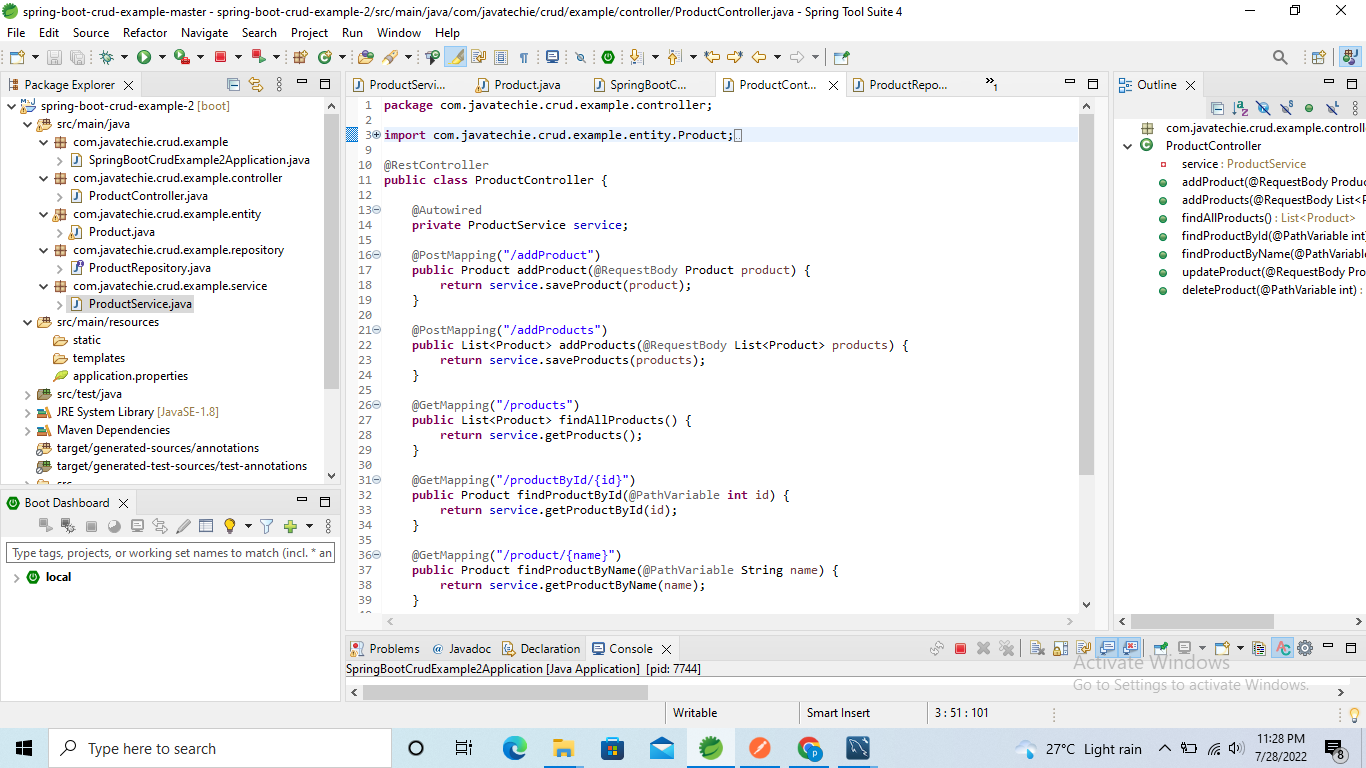 spring-boot-crud-example-master - spring-boot-crud-example-2/src/main/java/com/javatechie/crud/example/controller/ProductController.java - Spring Tool Suite 4
File Edit Source Refactor Navigate Search Project Run Window Help
Package Explorer
spring-boot-crud-example-2 [boot]
src/main/java
com.javatechie.crud.example
SpringBootCrudExample2Application.java
com.javatechie.crud.example.controller
ProductController.java
com.javatechie.crud.example.entity
Product.java
com.javatechie.crud.example.repository
ProductRepository.java
com.javatechie.crud.example.service
ProductService.java
src/main/resources
static
templates
application.properties
src/test/java
JRE System Library [JavaSE-1.8]
Maven Dependencies
target/generated-sources/annotations
target/generated-test-sources/test-annotations
src
Boot Dashboard
Type tags, projects, or working set names to match (incl. * an
local
ProductServi... Product.java SpringBootC... ProductCont... ProductRepo... »1
1 package com.javatechie.crud.example.controller;
2
3 import com.javatechie.crud.example.entity.Product;
9
10 @RestController
11 public class ProductController {
12
13 @Autowired
14 private ProductService service;
15
16 @PostMapping("/addProduct")
17 public Product addProduct(@RequestBody Product product) {
18 return service.saveProduct(product);
19 }
20
21 @PostMapping("/addProducts")
22 public List<Product> addProducts(@RequestBody List<Product> products) {
23 return service.saveProducts(products);
24 }
25
26 @GetMapping("/products")
27 public List<Product> findAllProducts() {
28 return service.getProducts();
29 }
30
31 @GetMapping("/productById/{id}")
32 public Product findProductById(@PathVariable int id) {
33 return service.getProductById(id);
34 }
35
36 @GetMapping("/product/{name}")
37 public Product findProductByName(@PathVariable String name) {
38 return service.getProductByName(name);
39 }
Outline
com.javatechie.crud.example.controll
ProductController
service : ProductService
addProduct(@RequestBody Produc
addProducts(@RequestBody List<P
findAllProducts() : List<Product>
findProductById(@PathVariable int)
findProductByName(@PathVariable
updateProduct(@RequestBody Pro
deleteProduct(@PathVariable int) :
Problems @ Javadoc Declaration Console
SpringBootCrudExample2Application [Java Application] [pid: 7744]
Activate Windows
Go to Settings to activate Windows.
Writable Smart Insert 3 : 51 : 101
Type here to search
27°C Light rain
11:28 PM
7/28/2022
8